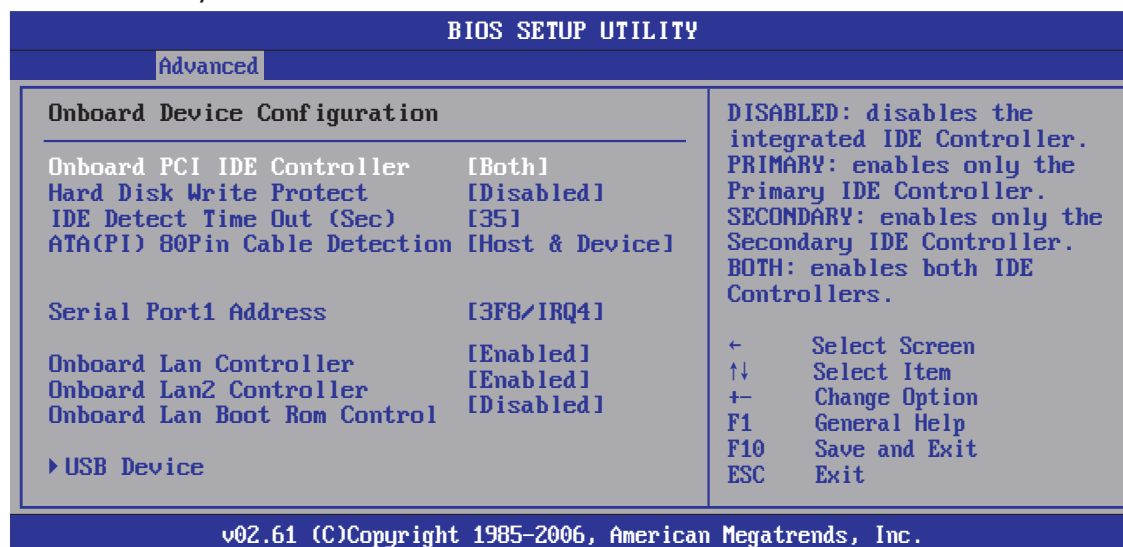 BIOS SETUP UTILITY
Advanced
Onboard Device Configuration
Onboard PCI IDE Controller [Both]
Hard Disk Write Protect [Disabled]
IDE Detect Time Out (Sec) [35]
ATA(PI) 80Pin Cable Detection [Host & Device]
Serial Port1 Address [3F8/IRQ4]
Onboard Lan Controller [Enabled]
Onboard Lan2 Controller [Enabled]
Onboard Lan Boot Rom Control [Disabled]
▸USB Device
DISABLED: disables the
integrated IDE Controller.
PRIMARY: enables only the
Primary IDE Controller.
SECONDARY: enables only the
Secondary IDE Controller.
BOTH: enables both IDE
Controllers.
← Select Screen
↑↓ Select Item
+- Change Option
F1 General Help
F10 Save and Exit
ESC Exit
v02.61 (C)Copyright 1985-2006, American Megatrends, Inc.